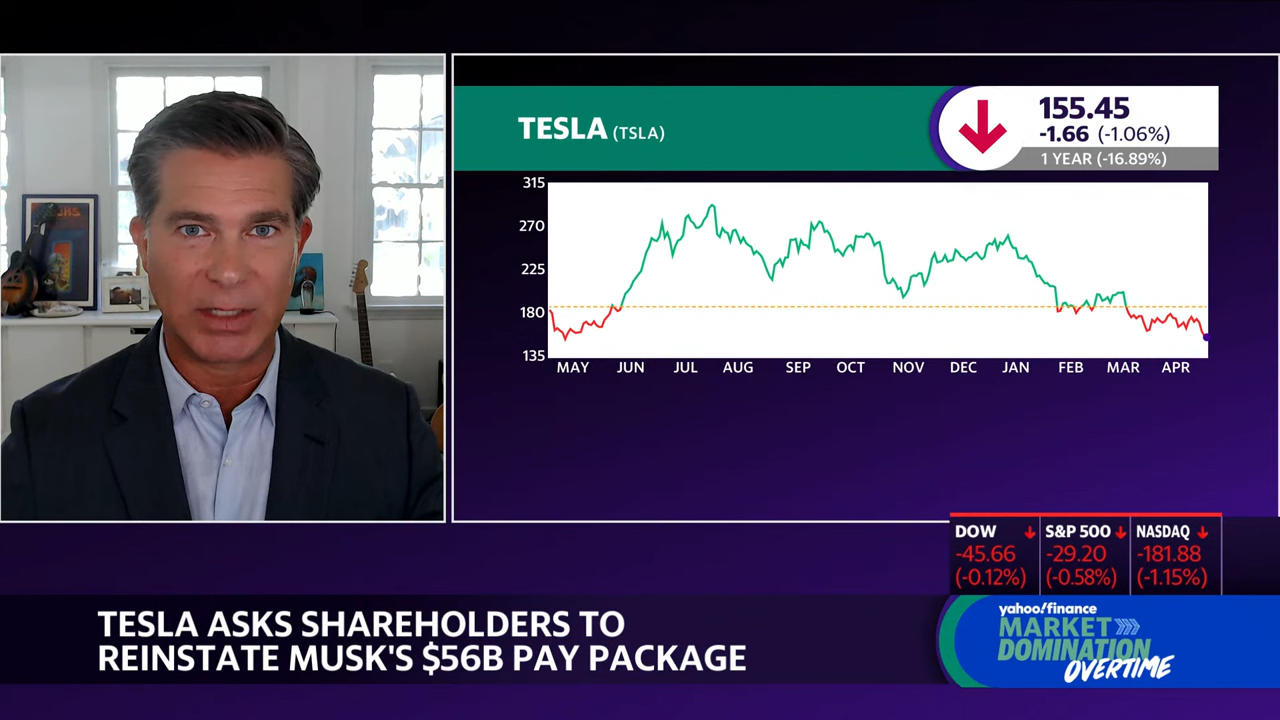 TESLA (TSLA)
155.45
-1.66 (-1.06%)
1 YEAR (-16.89%)
315
270
225
180
135
MAY JUN JUL AUG SEP OCT NOV DEC JAN FEB MAR APR
DOW S&P 500 NASDAQ
-45.66 -29.20 -181.88
(-0.12%) (-0.58%) (-1.15%)
TESLA ASKS SHAREHOLDERS TO
REINSTATE MUSK'S $56B PAY PACKAGE
yahoo!finance
MARKET
DOMINATION
OVERTIME